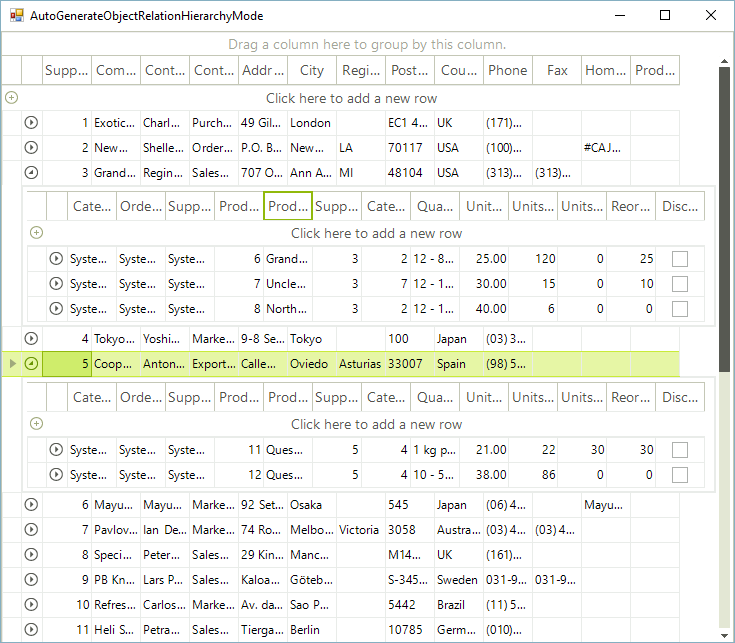 AutoGenerateObjectRelationHierarchyMode
Drag a column here to group by this column.
Supp... Com... Cont... Cont... Addr... City Regi... Post... Cou... Phone Fax Hom... Prod...
Click here to add a new row
1 Exotic... Charl... Purch... 49 Gil... London EC1 4... UK (171)...
2 New... Shelle... Order... P.O. B... New... LA 70117 USA (100)... #CAJ...
3 Grand... Regin... Sales... 707 O... Ann A... MI 48104 USA (313)... (313)...
Cate... Orde... Supp... Prod... Prod... Supp... Cate... Qua... Unit... Units... Units... Reor... Disc...
Click here to add a new row
Syste... Syste... Syste... 6 Grand... 3 2 12 - 8... 25.00 120 0 25
Syste... Syste... Syste... 7 Uncle... 3 7 12 - 1... 30.00 15 0 10
Syste... Syste... Syste... 8 North... 3 2 12 - 1... 40.00 6 0 0
4 Tokyo... Yoshi... Marke... 9-8 Se... Tokyo 100 Japan (03) 3...
5 Coop... Anton... Export... Calle... Oviedo Asturias 33007 Spain (98) 5...
Cate... Orde... Supp... Prod... Prod... Supp... Cate... Qua... Unit... Units... Units... Reor... Disc...
Click here to add a new row
Syste... Syste... Syste... 11 Ques... 5 4 1 kg p... 21.00 22 30 30
Syste... Syste... Syste... 12 Ques... 5 4 10 - 5... 38.00 86 0 0
6 Mayu... Mayu... Marke... 92 Set... Osaka 545 Japan (06) 4... Mayu...
7 Pavlov... Ian De... Marke... 74 Ro... Melbo... Victoria 3058 Austra... (03) 4... (03) 4...
8 Speci... Peter... Sales... 29 Kin... Manc... M14... UK (161)...
9 PB Kn... Lars P... Sales... Kaloa... Göteb... S-345... Sweden 031-9... 031-9...
10 Refres... Carlos... Marke... Av. da... Sao P... 5442 Brazil (11) 5...
11 Heli S... Petra... Sales... Tierga... Berlin 10785 Germ... (010)...